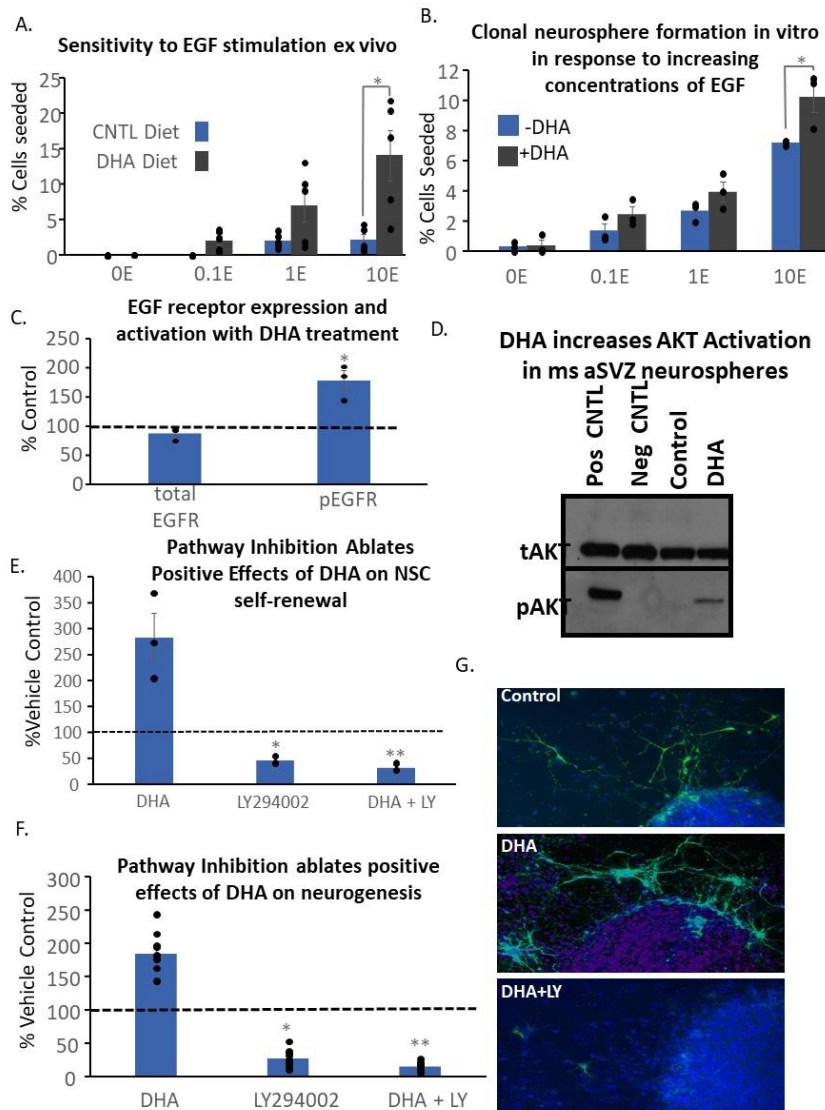 A.
Sensitivity to EGF stimulation ex vivo
% Cells seeded
25
20
15
10
5
0
CNTL Diet
DHA Diet
*
0E
0.1E
1E
10E
B.
Clonal neurosphere formation in vitro
in response to increasing
concentrations of EGF
% Cells Seeded
12
10
8
6
4
2
0
-DHA
+DHA
*
0E
0.1E
1E
10E
C.
EGF receptor expression and
activation with DHA treatment
% Control
250
200
150
100
50
0
*
total
EGFR
pEGFR
D.
DHA increases AKT Activation
in ms aSVZ neurospheres
Pos CNTL
Neg CNTL
Control
DHA
tAKT
pAKT
E.
Pathway Inhibition Ablates
Positive Effects of DHA on NSC
self-renewal
%Vehicle Control
400
350
300
250
200
150
100
50
0
*
**
DHA
LY294002
DHA + LY
F.
Pathway Inhibition ablates positive
effects of DHA on neurogenesis
% Vehicle Control
300
250
200
150
100
50
0
*
**
DHA
LY294002
DHA + LY
G.
Control
DHA
DHA+LY